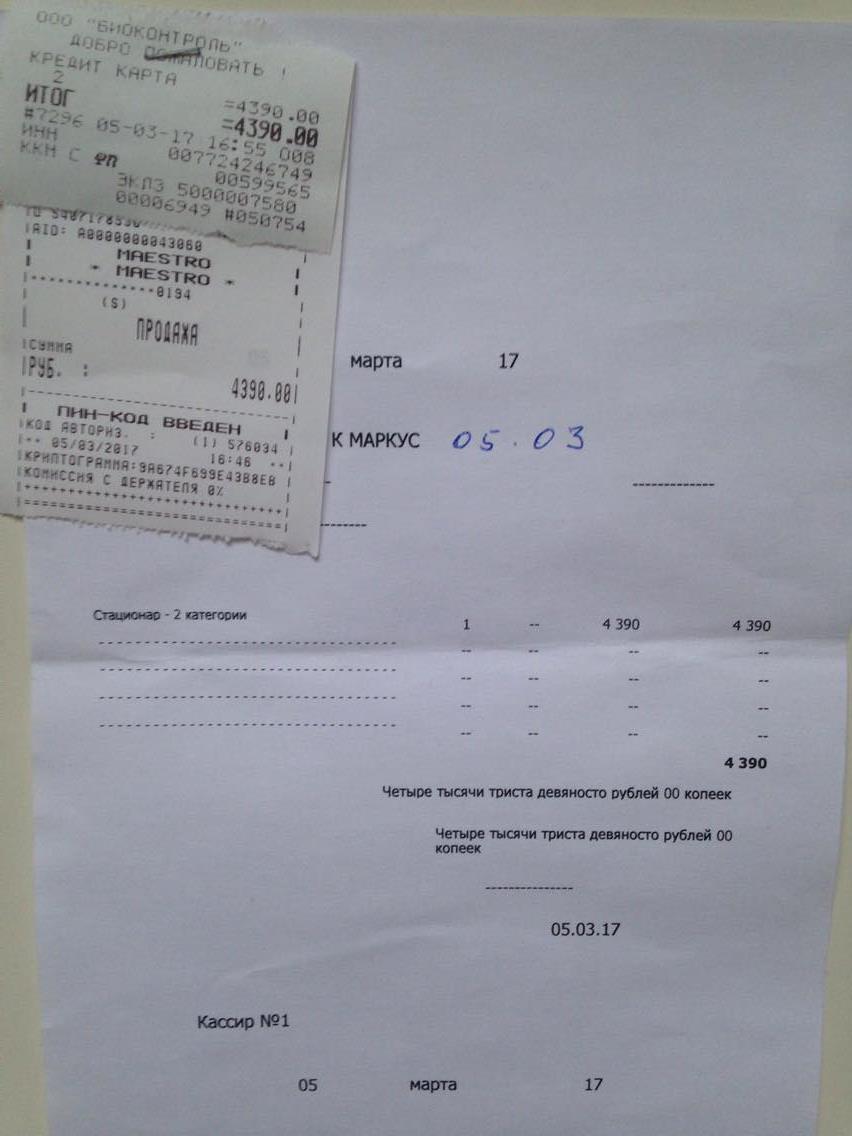 ООО "БИОКОНТРОЛЬ"
ДОБРО ПОЖАЛОВАТЬ !
КРЕДИТ КАРТА
2 =4390.00
ИТОГ =4390.00
#7296 05-03-17 16:55 008
ИНН 007724246749
ККМ С ФП 00599565
ЭКЛЗ 5000007580
00006949 #050754
AID: A0000000043060
MAESTRO
* MAESTRO *
************0194
(S)
ПРОДАЖА
СУММА
РУБ. : 4390.00
ПИН-КОД ВВЕДЕН
КОД АВТОРИЗ. : (1) 576034
** 05/03/2017 16:46 **
КРИПТОГРАММА:9A674F699E43B8EB
КОМИССИЯ С ДЕРЖАТЕЛЯ 0%
марта 17
К МАРКУС 05.03
Стационар - 2 категории 1 -- 4 390 4 390
-- -- -- --
-- -- -- --
-- -- -- --
-- -- -- --
4 390
Четыре тысячи триста девяносто рублей 00 копеек
Четыре тысячи триста девяносто рублей 00
копеек
05.03.17
Кассир №1
05 марта 17